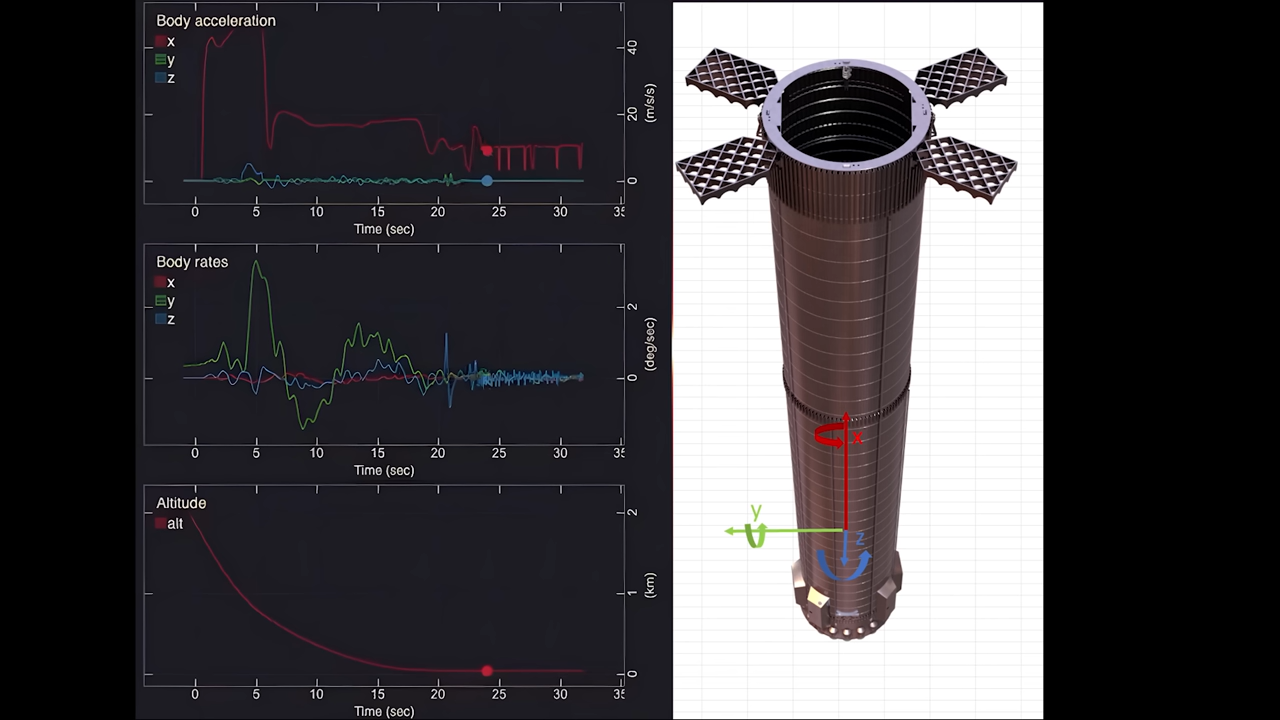 Body acceleration
x
y
z
40
20
0
(m/s/s)
0 5 10 15 20 25 30 35
Time (sec)
Body rates
x
y
z
2
0
(deg/sec)
0 5 10 15 20 25 30 35
Time (sec)
Altitude
alt
2
1
0
(km)
0 5 10 15 20 25 30 35
Time (sec)
x
y
z